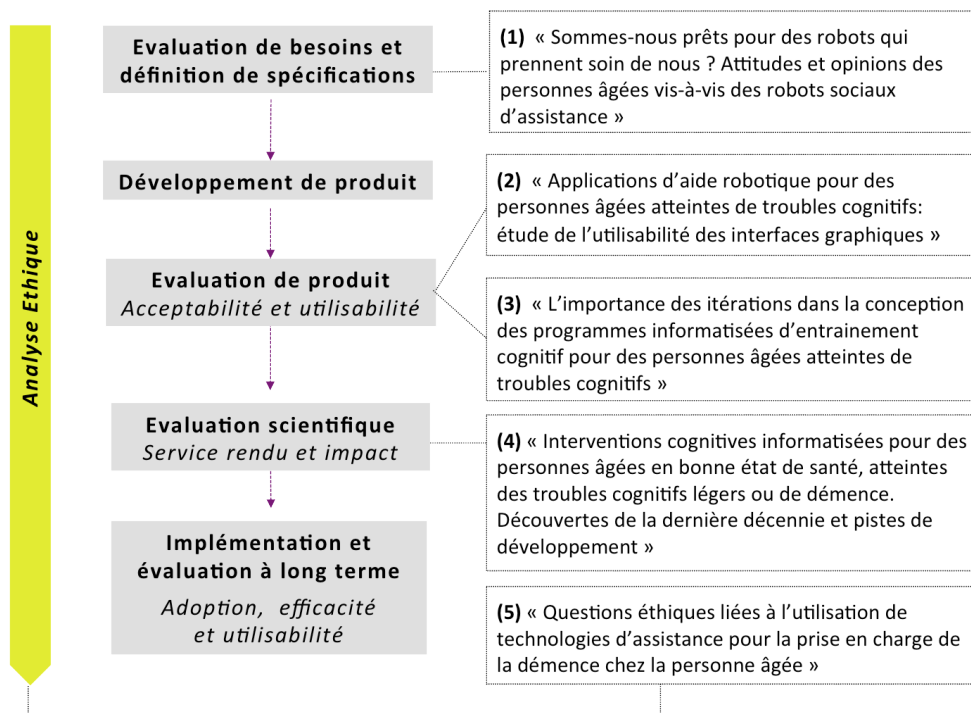 Analyse Ethique
Evaluation de besoins et
définition de spécifications
Développement de produit
Evaluation de produit
Acceptabilité et utilisabilité
Evaluation scientifique
Service rendu et impact
Implémentation et
évaluation à long terme
Adoption, efficacité
et utilisabilité
(1) « Sommes-nous prêts pour des robots qui
prennent soin de nous ? Attitudes et opinions des
personnes âgées vis-à-vis des robots sociaux
d’assistance »
(2) « Applications d’aide robotique pour des
personnes âgées atteintes de troubles cognitifs:
étude de l’utilisabilité des interfaces graphiques »
(3) « L’importance des itérations dans la conception
des programmes informatisées d’entrainement
cognitif pour des personnes âgées atteintes de
troubles cognitifs »
(4) « Interventions cognitives informatisées pour des
personnes âgées en bonne état de santé, atteintes
des troubles cognitifs légers ou de démence.
Découvertes de la dernière décennie et pistes de
développement »
(5) « Questions éthiques liées à l’utilisation de
technologies d’assistance pour la prise en charge de
la démence chez la personne âgée »